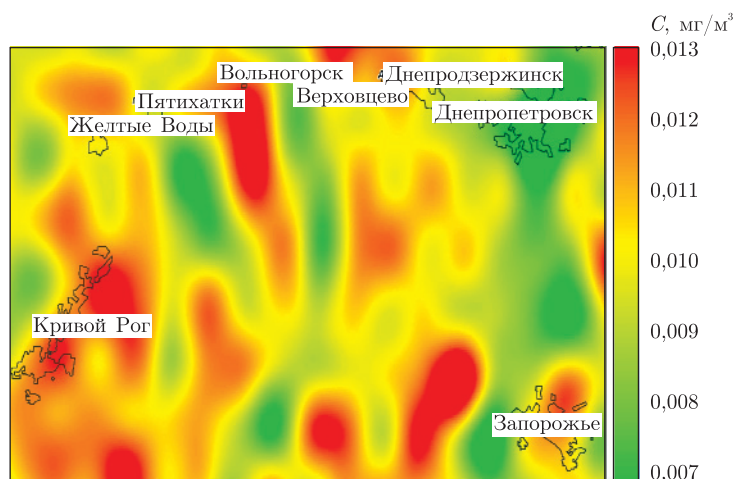 C, мг/м³
0,013
Вольногорск
Днепродзержинск
Пятихатки
Верховцево
Желтые Воды
Днепропетровск
0,012
0,011
0,010
Кривой Рог
0,009
0,008
Запорожье
0,007